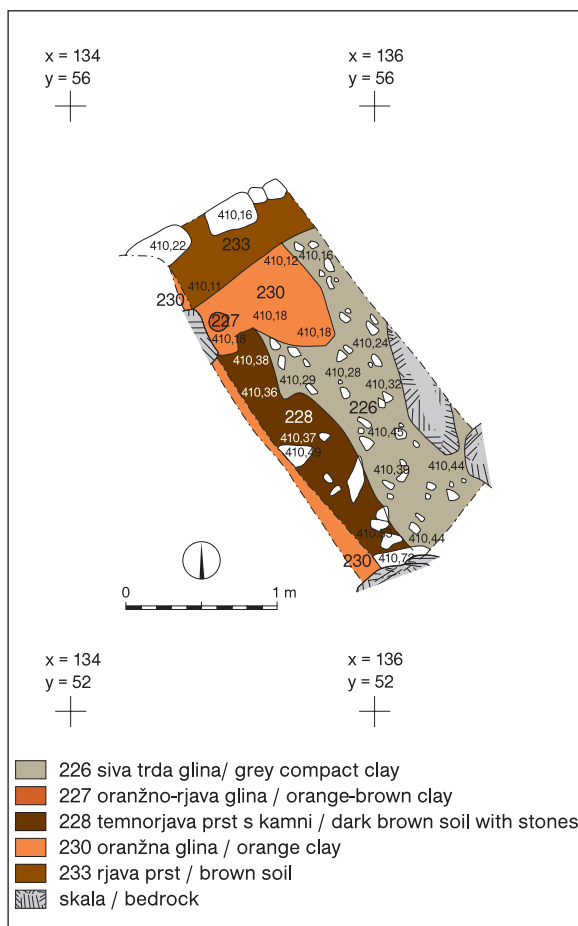 x = 134
y = 56
x = 136
y = 56
410,16
410,22
233
410,16
410,12
410,11
230
230
227
410,18
410,18
410,18
410,24
410,38
410,28
410,29
410,32
410,36
228
226
410,37
410,45
410,49
410,39
410,44
410,53
410,44
410,72
230
0
1 m
x = 134
y = 52
x = 136
y = 52
226 siva trda glina/ grey compact clay
227 oranžno-rjava glina / orange-brown clay
228 temnorjava prst s kamni / dark brown soil with stones
230 oranžna glina / orange clay
233 rjava prst / brown soil
skala / bedrock